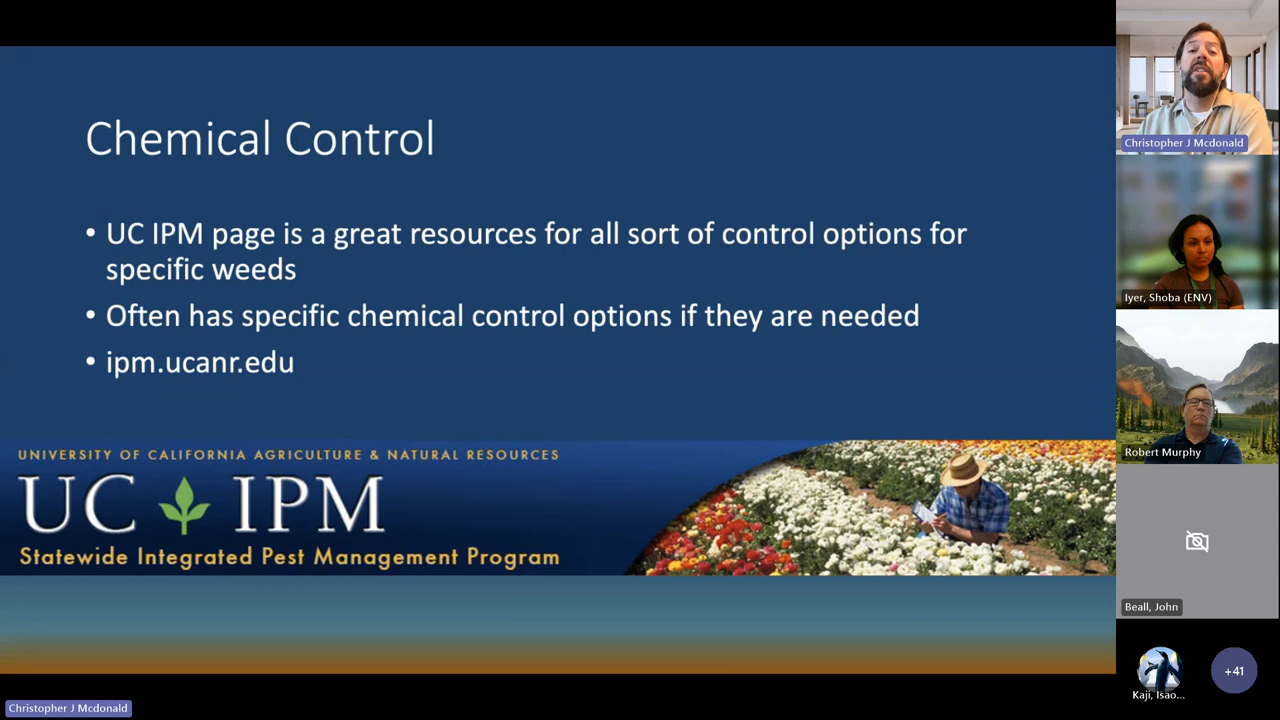 Chemical Control
• UC IPM page is a great resources for all sort of control options for
specific weeds
• Often has specific chemical control options if they are needed
• ipm.ucanr.edu
UNIVERSITY OF CALIFORNIA AGRICULTURE & NATURAL RESOURCES
UC IPM
Statewide Integrated Pest Management Program
Christopher J Mcdonald
Christopher J Mcdonald
Iyer, Shoba (ENV)
Robert Murphy
Beall, John
Kaji, Isao...
+41